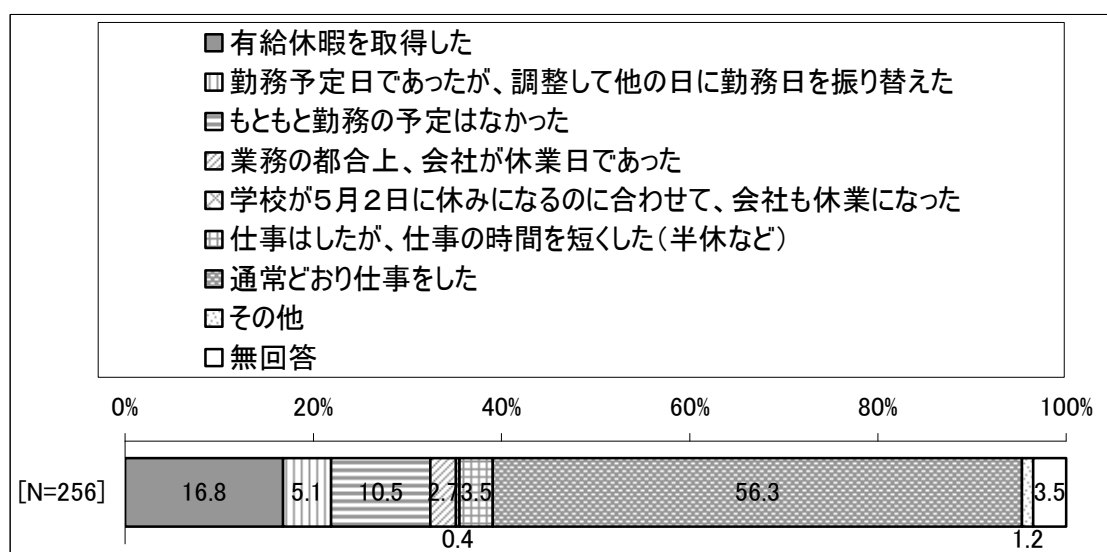 有給休暇を取得した
勤務予定日であったが、調整して他の日に勤務日を振り替えた
もともと勤務の予定はなかった
業務の都合上、会社が休業日であった
学校が５月２日に休みになるのに合わせて、会社も休業になった
仕事はしたが、仕事の時間を短くした（半休など）
通常どおり仕事をした
その他
無回答
0% 20% 40% 60% 80% 100%
[N=256] 16.8 5.1 10.5 2.7 3.5 56.3 3.5
0.4 1.2